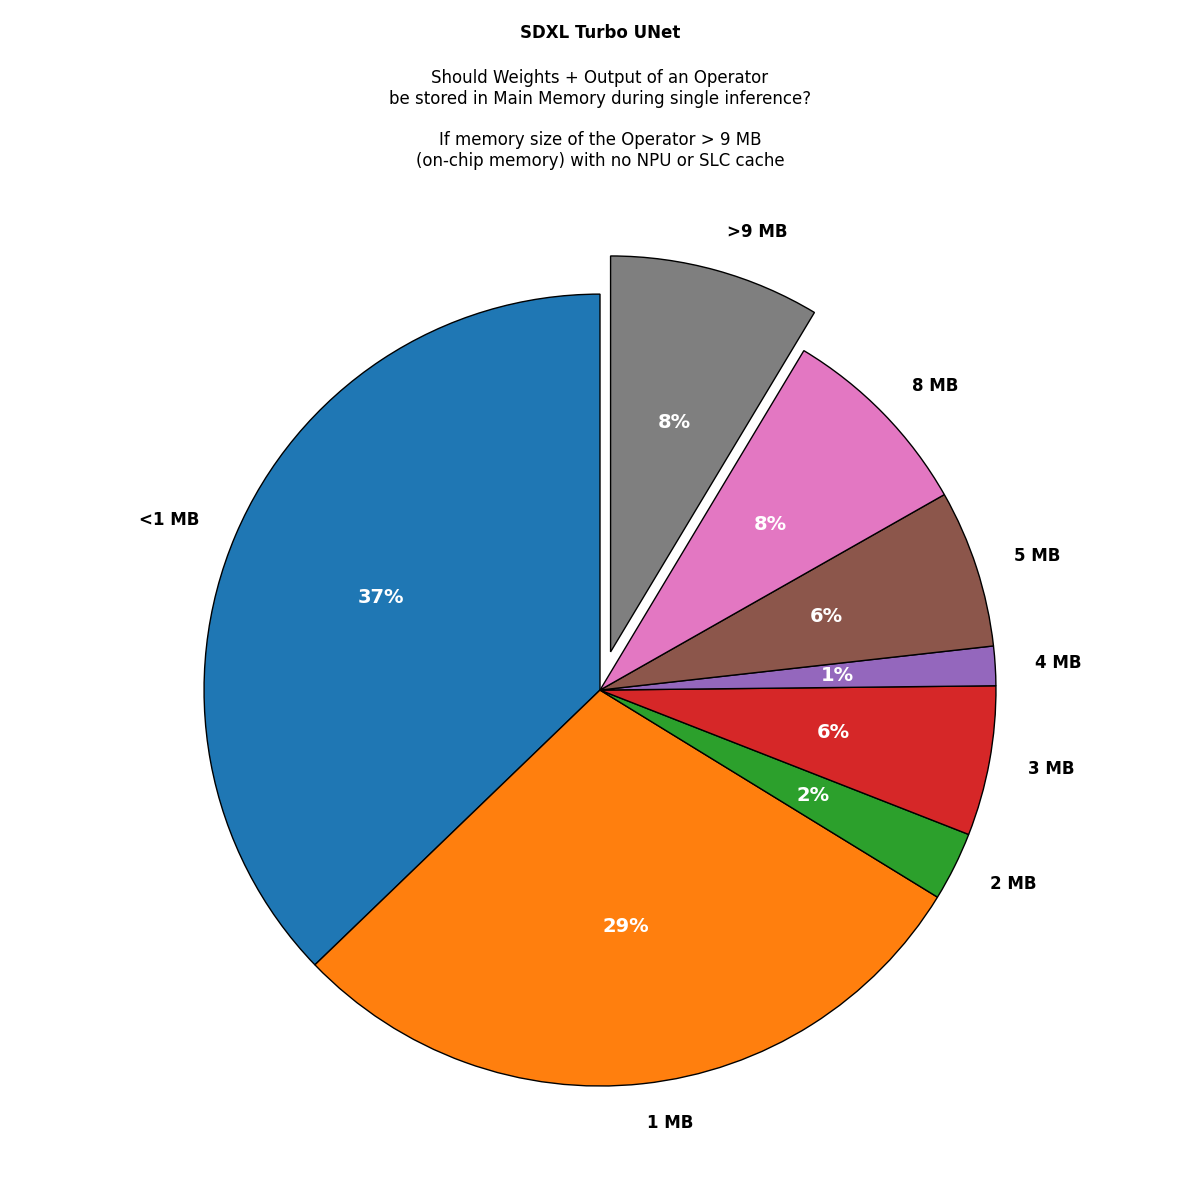 SDXL Turbo UNet
Should Weights + Output of an Operator
be stored in Main Memory during single inference?
If memory size of the Operator > 9 MB
(on-chip memory) with no NPU or SLC cache
>9 MB
8 MB
8%
8%
<1 MB
5 MB
37%
6%
4 MB
1%
6%
3 MB
2%
2 MB
29%
1 MB